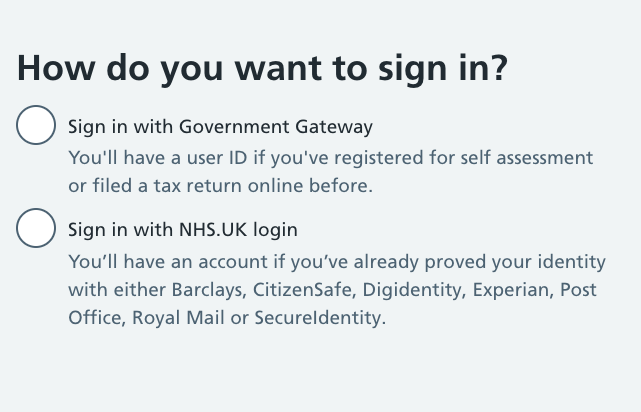 How do you want to sign in?
Sign in with Government Gateway
You'll have a user ID if you've registered for self assessment
or filed a tax return online before.
Sign in with NHS.UK login
You’ll have an account if you’ve already proved your identity
with either Barclays, CitizenSafe, Digidentity, Experian, Post
Office, Royal Mail or SecureIdentity.